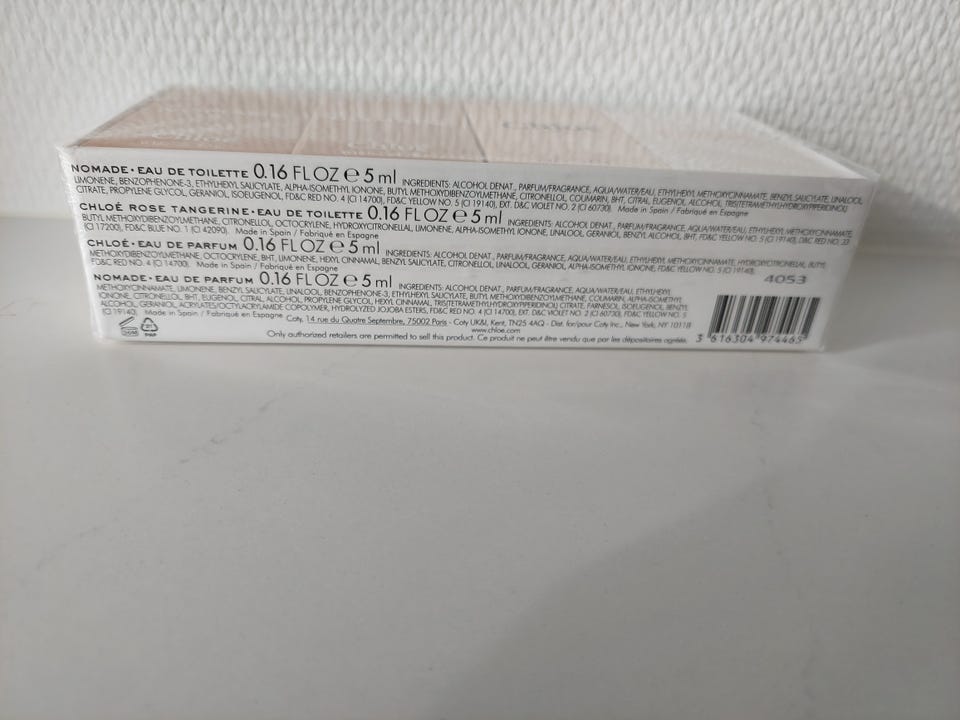 NOMADE • EAU DE TOILETTE 0.16 FL OZ e 5 ml INGREDIENTS: ALCOHOL DENAT., PARFUM/FRAGRANCE, AQUA/WATER/EAU, ETHYLHEXYL METHOXYCINNAMATE, BENZYL SALICYLATE, LINALOOL,
LIMONENE, BENZOPHENONE-3, ETHYLHEXYL SALICYLATE, ALPHA-ISOMETHYL IONONE, BUTYL METHOXYDIBENZOYLMETHANE, CITRONELLOL, COUMARIN, BHT, CITRAL, EUGENOL, ALCOHOL, TRIS(TETRAMETHYLHYDROXYPIPERIDINOL)
CITRATE, PROPYLENE GLYCOL, GERANIOL, ISOEUGENOL, FD&C RED NO. 4 (CI 14700), FD&C YELLOW NO. 5 (CI 19140), EXT. D&C VIOLET NO. 2 (CI 60730). Made in Spain / Fabriqué en Espagne
CHLOÉ ROSE TANGERINE • EAU DE TOILETTE 0.16 FL OZ e 5 ml INGREDIENTS: ALCOHOL DENAT., PARFUM/FRAGRANCE, AQUA/WATER/EAU, ETHYLHEXYL METHOXYCINNAMATE,
BUTYL METHOXYDIBENZOYLMETHANE, CITRONELLOL, OCTOCRYLENE, HYDROXYCITRONELLAL, LIMONENE, ALPHA-ISOMETHYL IONONE, LINALOOL, GERANIOL, BENZYL ALCOHOL, BHT, FD&C YELLOW NO. 5 (CI 19140), D&C RED NO. 33
(CI 17200), FD&C BLUE NO. 1 (CI 42090). Made in Spain / Fabriqué en Espagne
CHLOÉ • EAU DE PARFUM 0.16 FL OZ e 5 ml INGREDIENTS: ALCOHOL DENAT., PARFUM/FRAGRANCE, AQUA/WATER/EAU, ETHYLHEXYL METHOXYCINNAMATE, HYDROXYCITRONELLAL, BUTYL
METHOXYDIBENZOYLMETHANE, OCTOCRYLENE, BHT, LIMONENE, HEXYL CINNAMAL, BENZYL SALICYLATE, CITRONELLOL, LINALOOL, GERANIOL, ALPHA-ISOMETHYL IONONE, FD&C YELLOW NO. 5 (CI 19140),
FD&C RED NO. 4 (CI 14700). Made in Spain / Fabriqué en Espagne
NOMADE • EAU DE PARFUM 0.16 FL OZ e 5 ml INGREDIENTS: ALCOHOL DENAT., PARFUM/FRAGRANCE, AQUA/WATER/EAU, ETHYLHEXYL
METHOXYCINNAMATE, LIMONENE, BENZYL SALICYLATE, LINALOOL, BENZOPHENONE-3, ETHYLHEXYL SALICYLATE, BUTYL METHOXYDIBENZOYLMETHANE, COUMARIN, ALPHA-ISOMETHYL
IONONE, CITRONELLOL, BHT, EUGENOL, CITRAL, ALCOHOL, PROPYLENE GLYCOL, HEXYL CINNAMAL, TRIS(TETRAMETHYLHYDROXYPIPERIDINOL) CITRATE, FARNESOL, ISOEUGENOL, BENZYL
ALCOHOL, GERANIOL, ACRYLATES/OCTYLACRYLAMIDE COPOLYMER, HYDROLYZED JOJOBA ESTERS, FD&C RED NO. 4 (CI 14700), EXT. D&C VIOLET NO. 2 (CI 60730), FD&C YELLOW NO. 5
(CI 19140). Made in Spain / Fabriqué en Espagne
4053
Coty, 14 rue du Quatre Septembre, 75002 Paris - Coty UK&I, Kent, TN25 4AQ - Dist. for/pour Coty Inc., New York, NY 10118
www.chloe.com
Only authorized retailers are permitted to sell this product. Ce produit ne peut être vendu que par les dépositaires agréés.
3 616304 974465
PAP